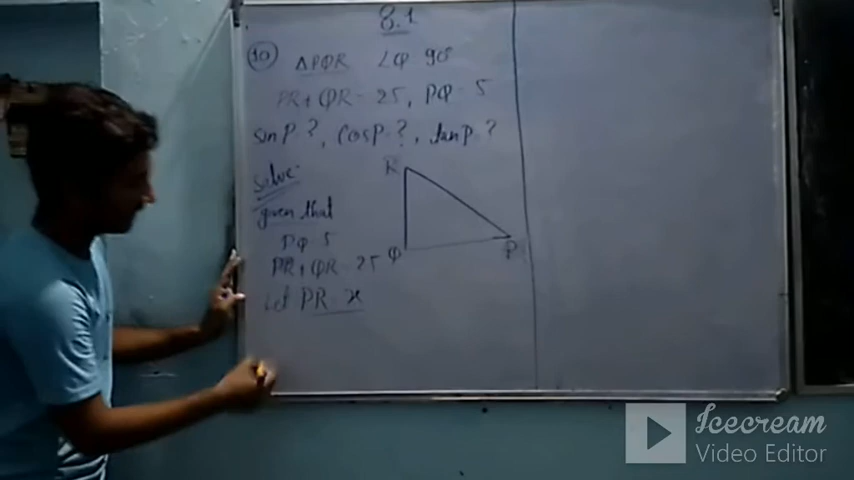 8.1
10 ΔPQR ∠Q 90°
PR+QR=25, PQ=5
sinP?, cosP?, tanP?
solve
given that
PQ=5
PR+QR=25
Let PR=x
R
Q
P
Icecream
Video Editor